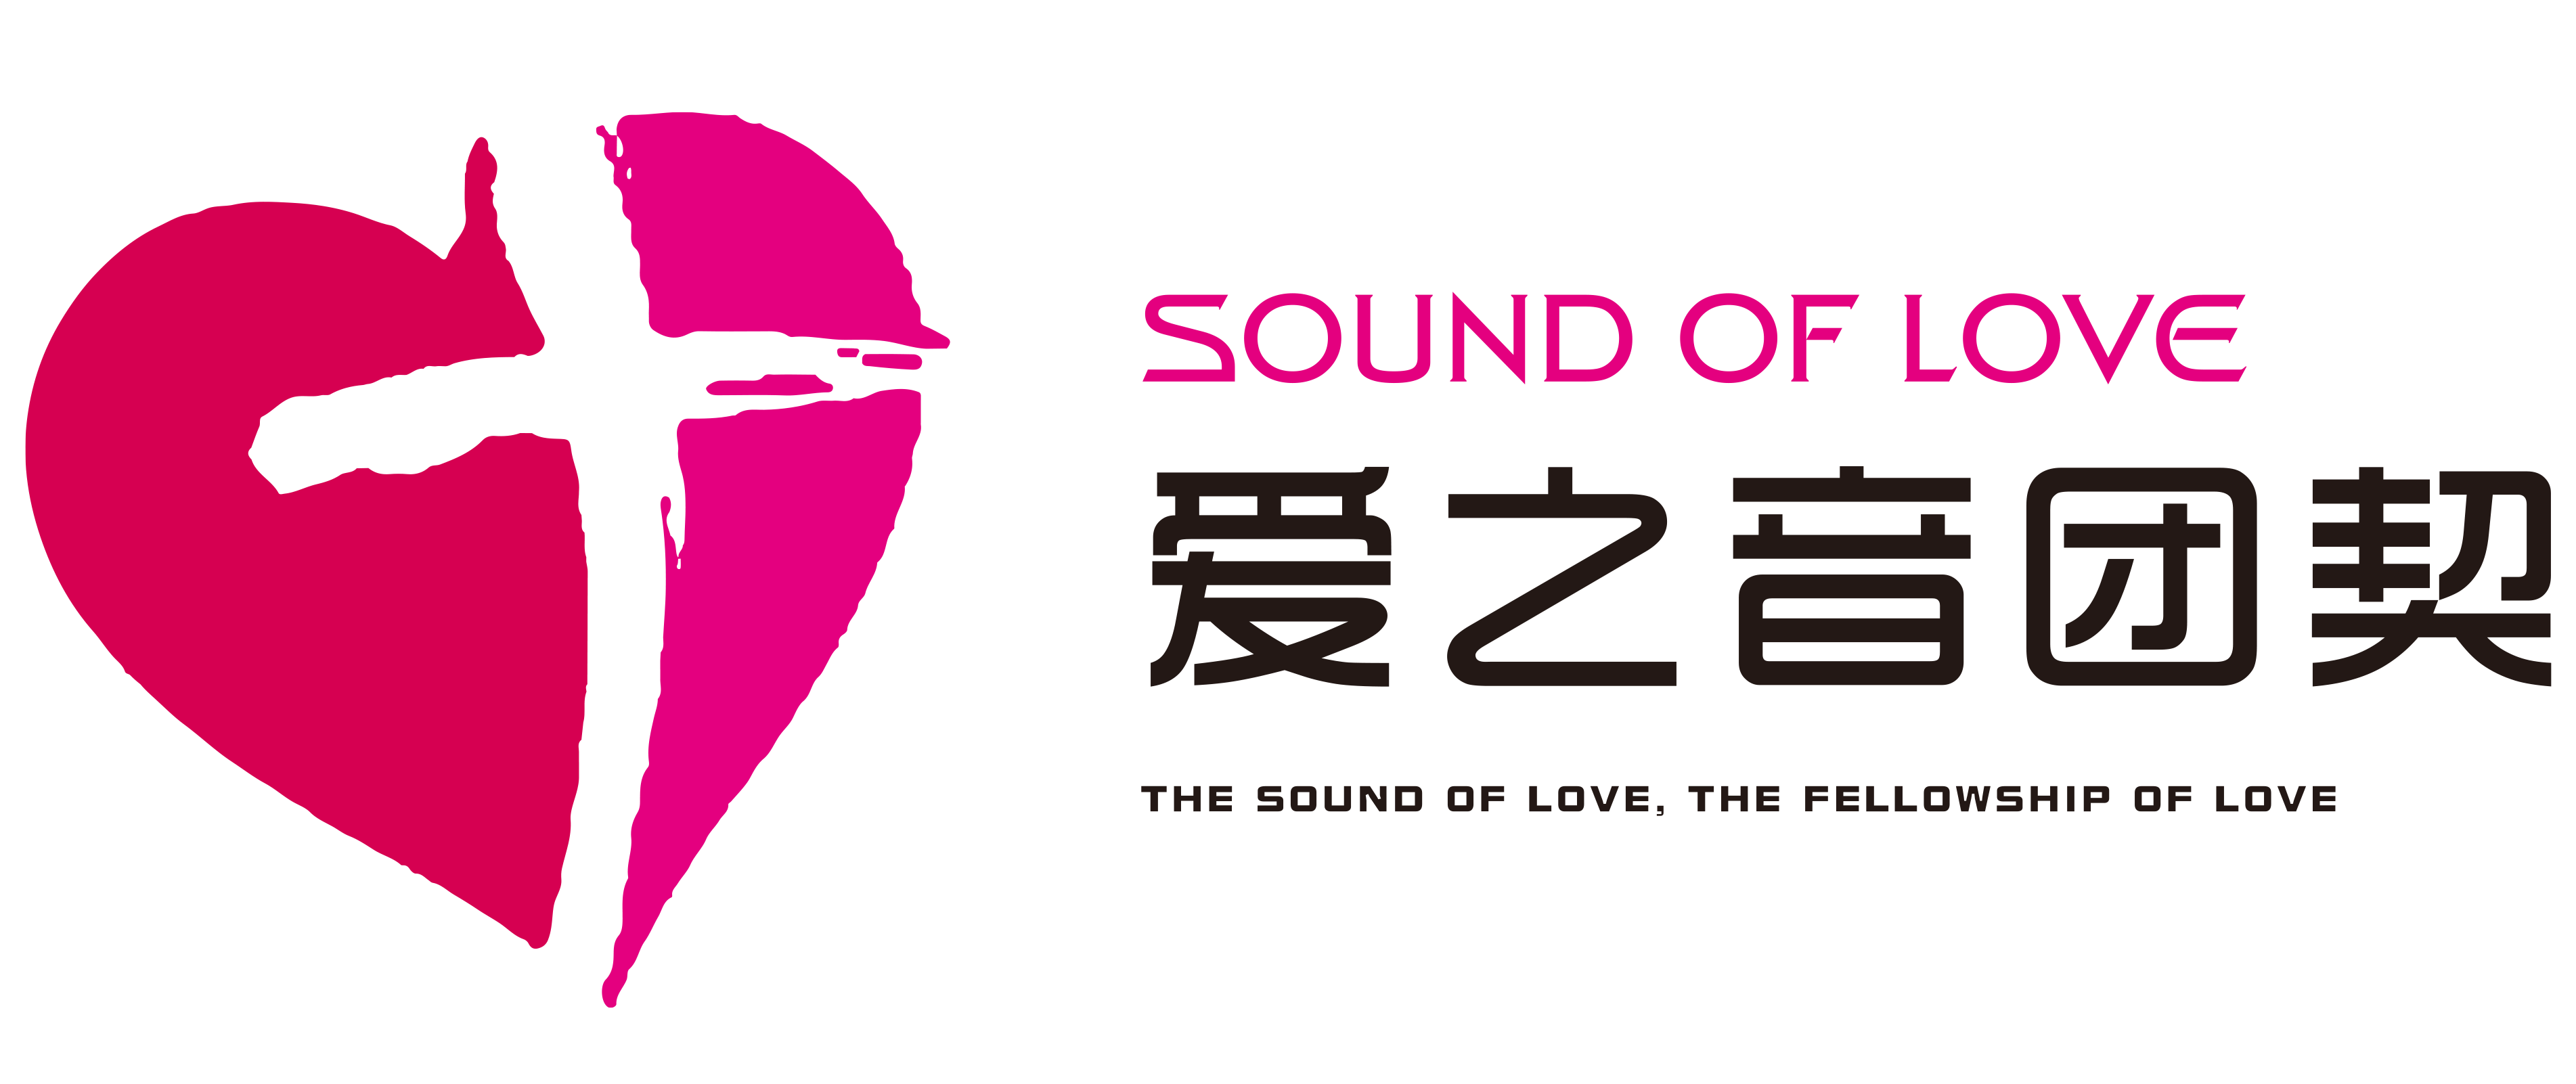 SOUND OF LOVE
爱之音团契
THE SOUND OF LOVE, THE FELLOWSHIP OF LOVE